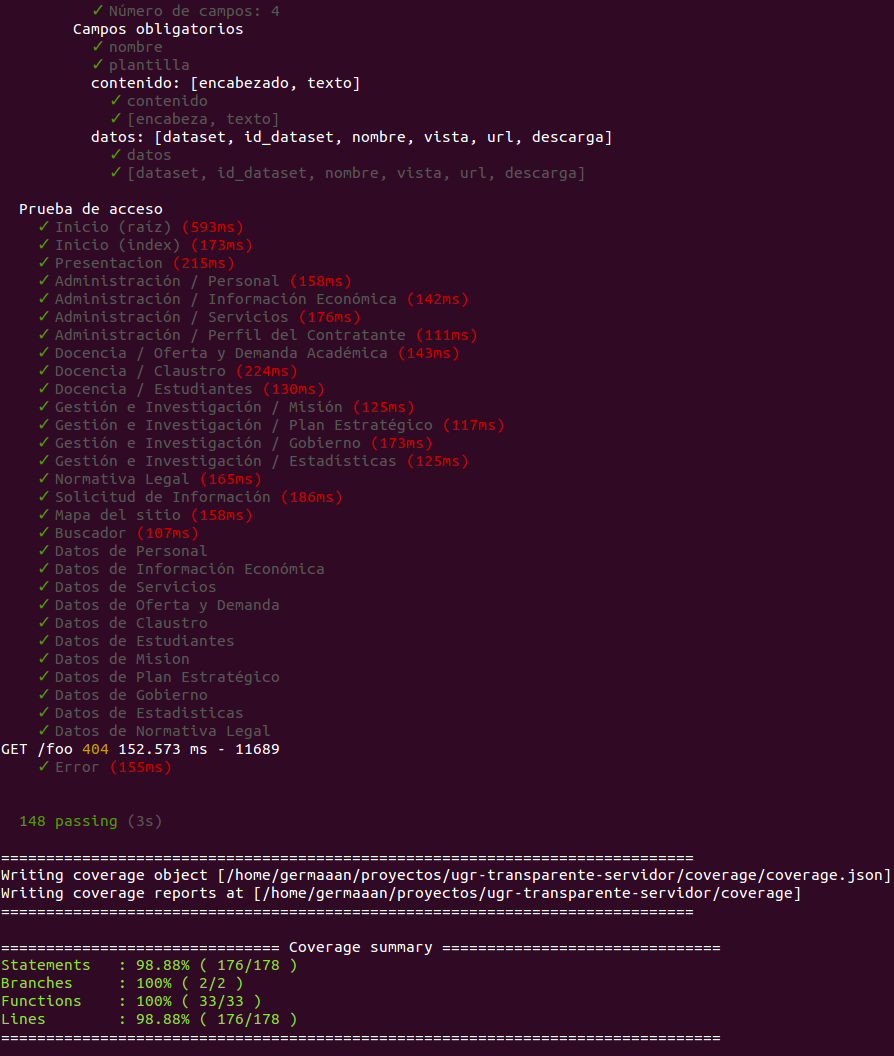 ✓ Número de campos: 4
Campos obligatorios
✓ nombre
✓ plantilla
contenido: [encabezado, texto]
✓ contenido
✓ [encabeza, texto]
datos: [dataset, id_dataset, nombre, vista, url, descarga]
✓ datos
✓ [dataset, id_dataset, nombre, vista, url, descarga]
Prueba de acceso
✓ Inicio (raíz) (593ms)
✓ Inicio (index) (173ms)
✓ Presentacion (215ms)
✓ Administración / Personal (158ms)
✓ Administración / Información Económica (142ms)
✓ Administración / Servicios (176ms)
✓ Administración / Perfil del Contratante (111ms)
✓ Docencia / Oferta y Demanda Académica (143ms)
✓ Docencia / Claustro (224ms)
✓ Docencia / Estudiantes (130ms)
✓ Gestión e Investigación / Misión (125ms)
✓ Gestión e Investigación / Plan Estratégico (117ms)
✓ Gestión e Investigación / Gobierno (173ms)
✓ Gestión e Investigación / Estadísticas (125ms)
✓ Normativa Legal (165ms)
✓ Solicitud de Información (186ms)
✓ Mapa del sitio (158ms)
✓ Buscador (107ms)
✓ Datos de Personal
✓ Datos de Información Económica
✓ Datos de Servicios
✓ Datos de Oferta y Demanda
✓ Datos de Claustro
✓ Datos de Estudiantes
✓ Datos de Mision
✓ Datos de Plan Estratégico
✓ Datos de Gobierno
✓ Datos de Estadisticas
✓ Datos de Normativa Legal
GET /foo 404 152.573 ms - 11689
✓ Error (155ms)
148 passing (3s)
=============================================================================
Writing coverage object [/home/germaaan/proyectos/ugr-transparente-servidor/coverage/coverage.json]
Writing coverage reports at [/home/germaaan/proyectos/ugr-transparente-servidor/coverage]
=============================================================================
=============================== Coverage summary ===============================
Statements   : 98.88% ( 176/178 )
Branches     : 100% ( 2/2 )
Functions    : 100% ( 33/33 )
Lines        : 98.88% ( 176/178 )
================================================================================